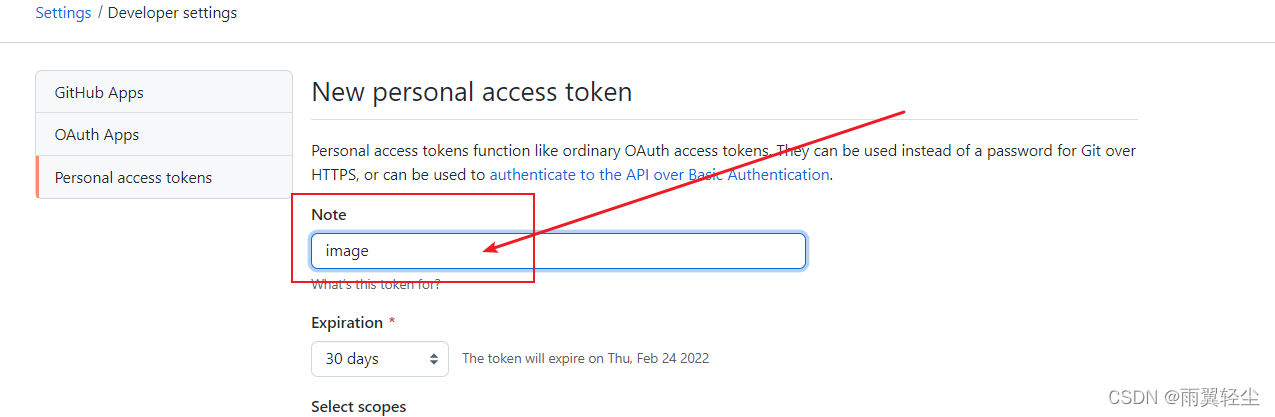 Settings / Developer settings
GitHub Apps
OAuth Apps
Personal access tokens
New personal access token
Personal access tokens function like ordinary OAuth access tokens. They can be used instead of a password for Git over
HTTPS, or can be used to authenticate to the API over Basic Authentication.
Note
image
What's this token for?
Expiration *
30 days
The token will expire on Thu, Feb 24 2022
Select scopes
CSDN @雨翼轻尘